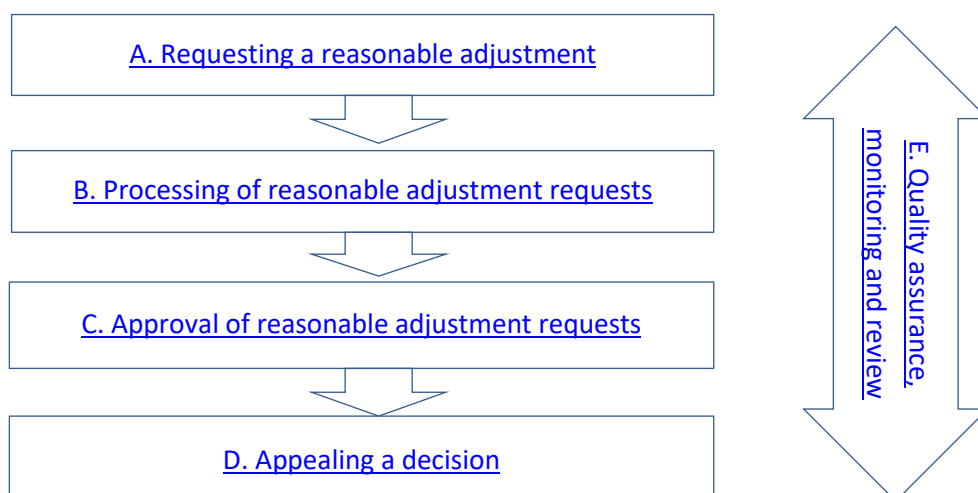 A. Requesting a reasonable adjustment
B. Processing of reasonable adjustment requests
C. Approval of reasonable adjustment requests
D. Appealing a decision
E. Quality assurance,
monitoring and review